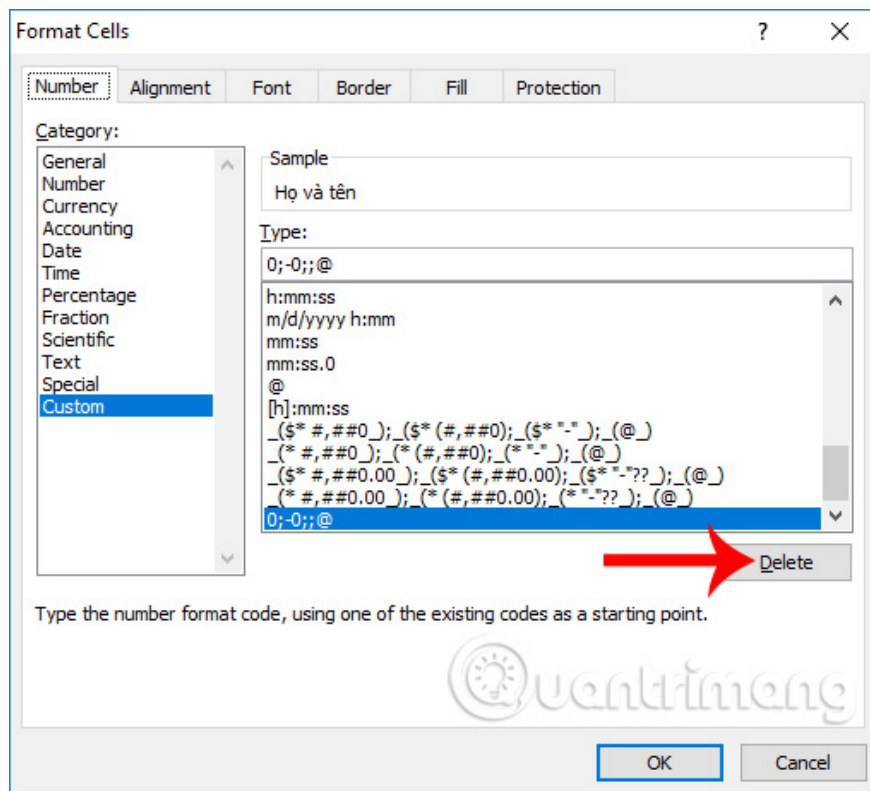 Format Cells
?
Number Alignment Font Border Fill Protection
Category:
General
Number
Currency
Accounting
Date
Time
Percentage
Fraction
Scientific
Text
Special
Custom
Sample
Họ và tên
Type:
0;-0;;@
h:mm:ss
m/d/yyyy h:mm
mm:ss
mm:ss.0
@
[h]:mm:ss
_($* #,##0_);_($* (#,##0);_($* "-"_);_(@_)
_(* #,##0_);_(* (#,##0);_(* "-"_);_(@_)
_($* #,##0.00_);_($* (#,##0.00);_($* "-"??_);_(@_)
_(* #,##0.00_);_(* (#,##0.00);_(* "-"??_);_(@_)
0;-0;;@
Delete
Type the number format code, using one of the existing codes as a starting point.
Quantrimang
OK Cancel